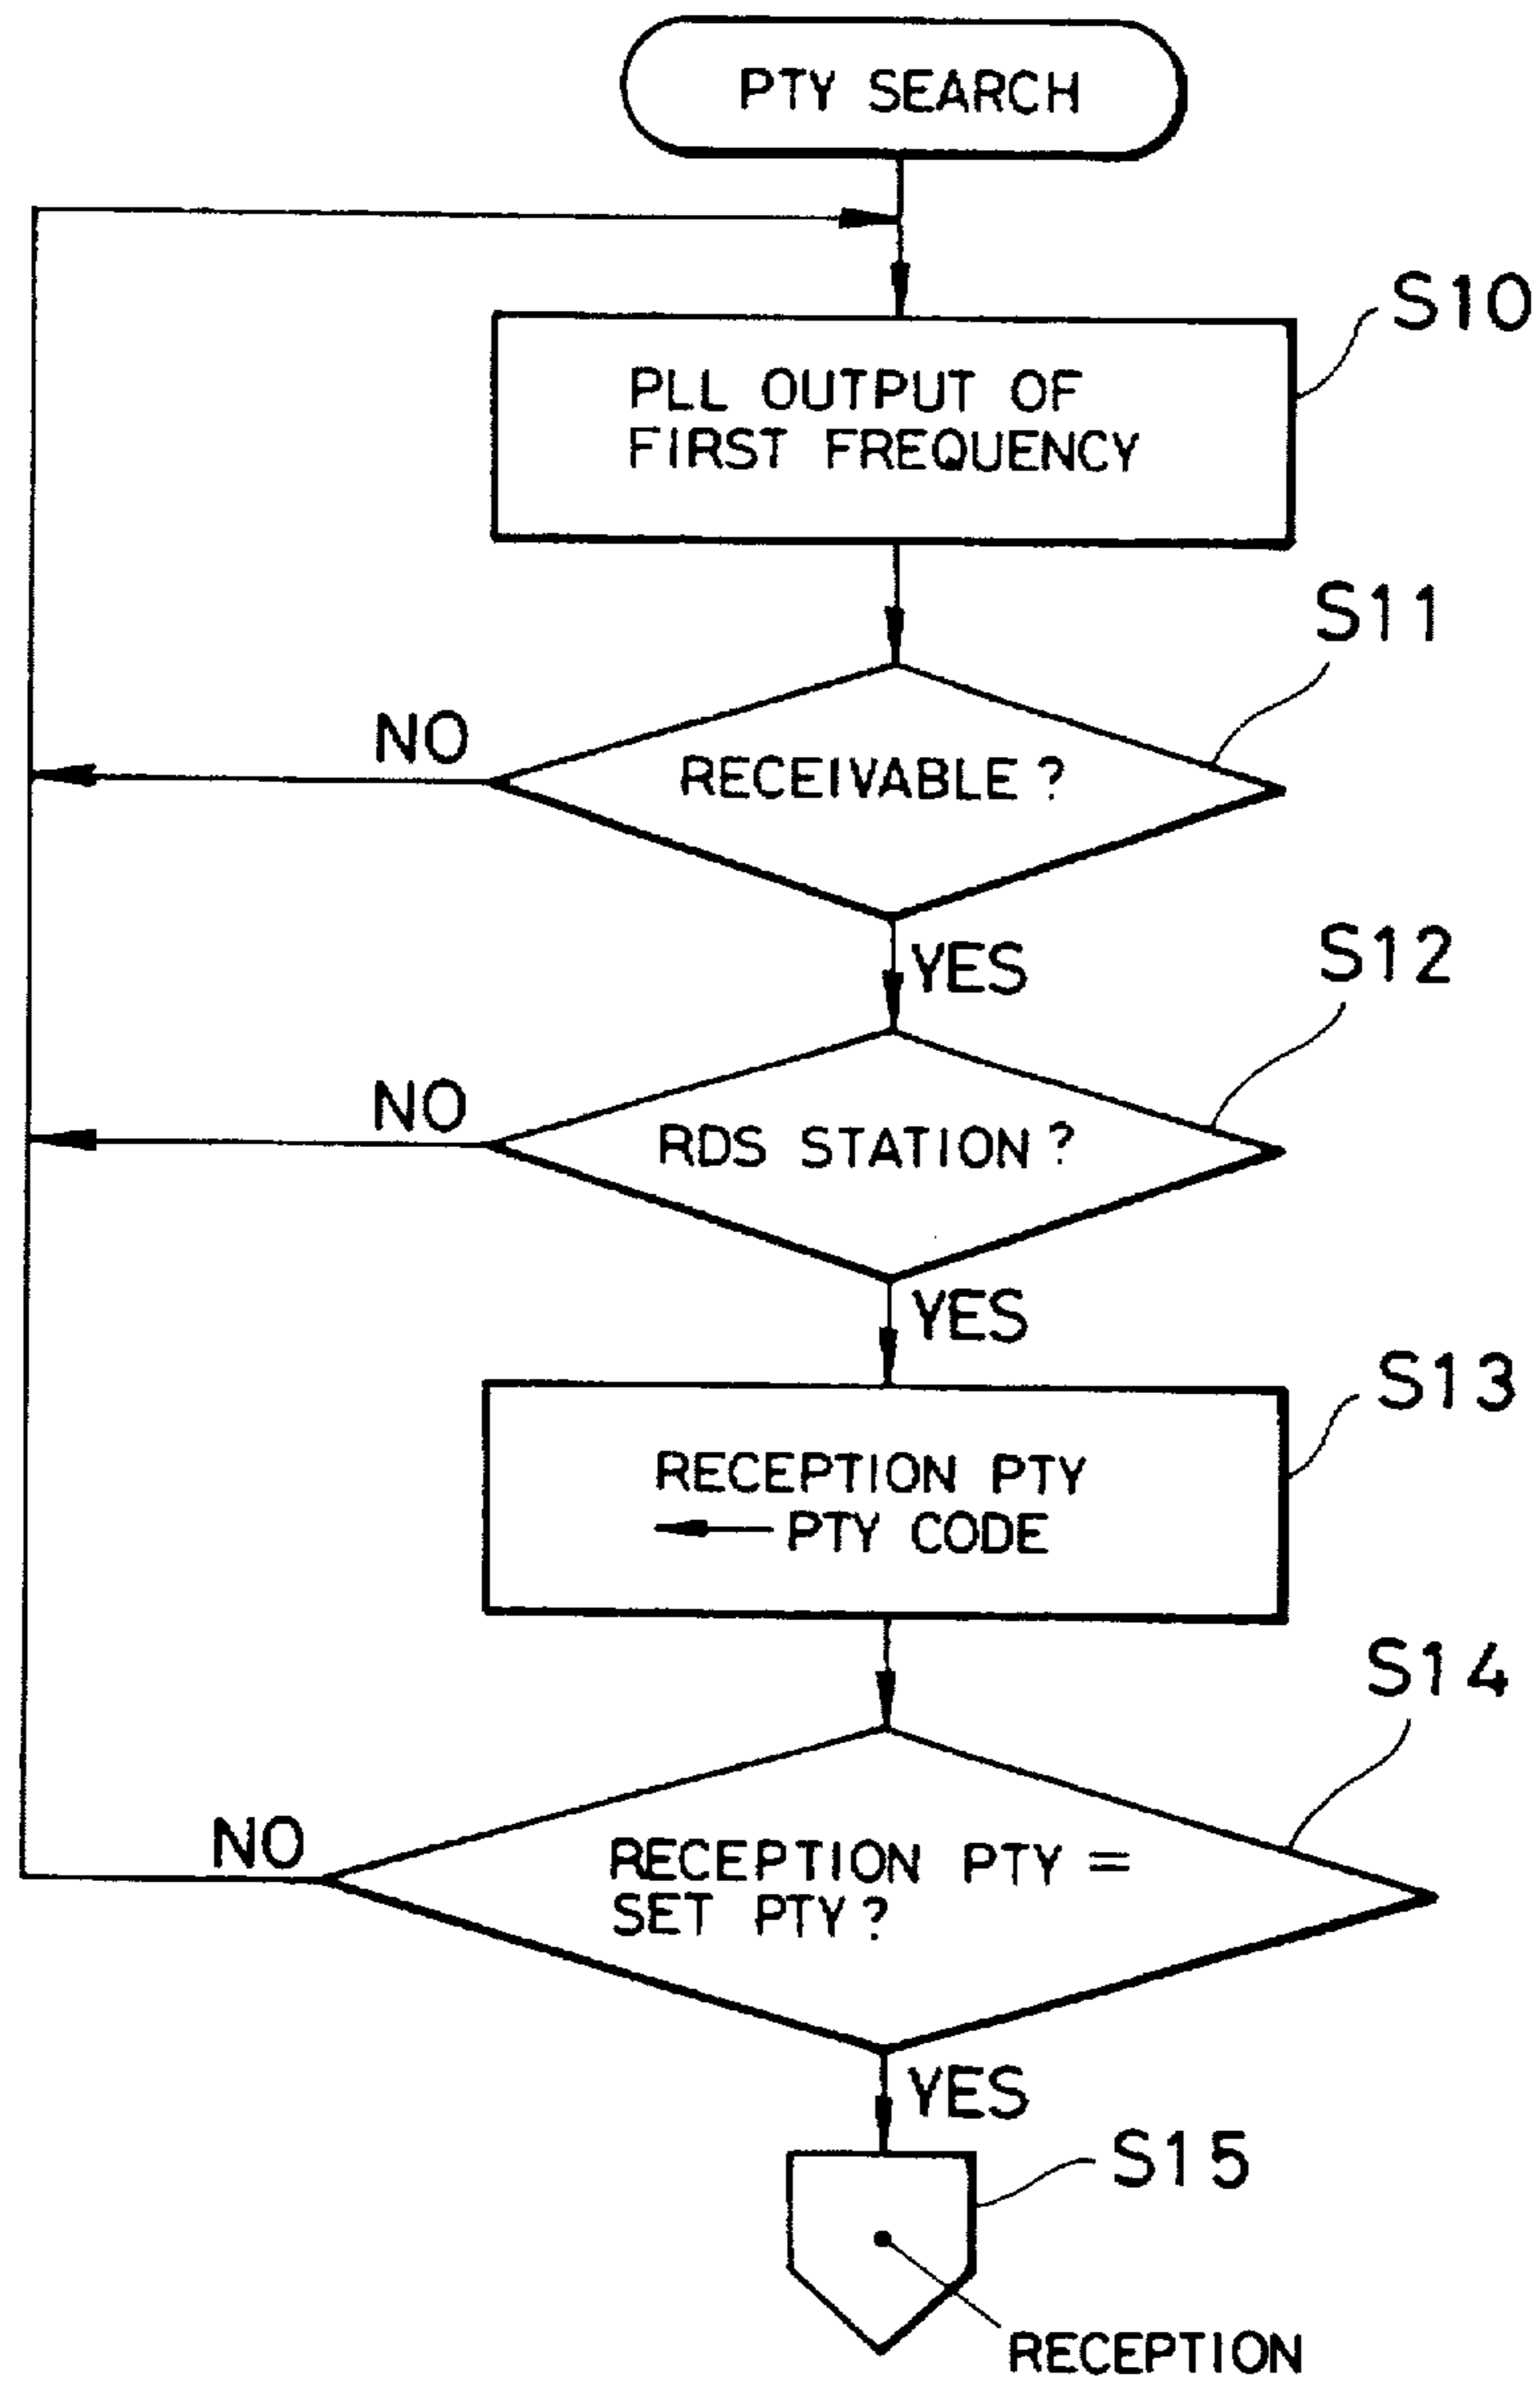 PTY SEARCH
S10
PLL OUTPUT OF
FIRST FREQUENCY
S11
NO
RECEIVABLE?
YES
S12
NO
RDS STATION?
YES
S13
RECEPTION PTY
← PTY CODE
S14
NO
RECEPTION PTY =
SET PTY?
YES
S15
RECEPTION